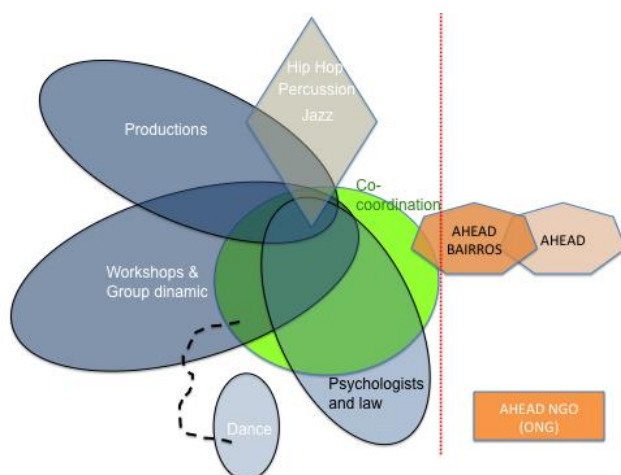 Hip Hop
Percussion
Jazz
Productions
Co-
coordination
AHEAD
BAIRROS
AHEAD
Workshops &
Group dinamic
Psychologists
and law
Dance
AHEAD NGO
(ONG)